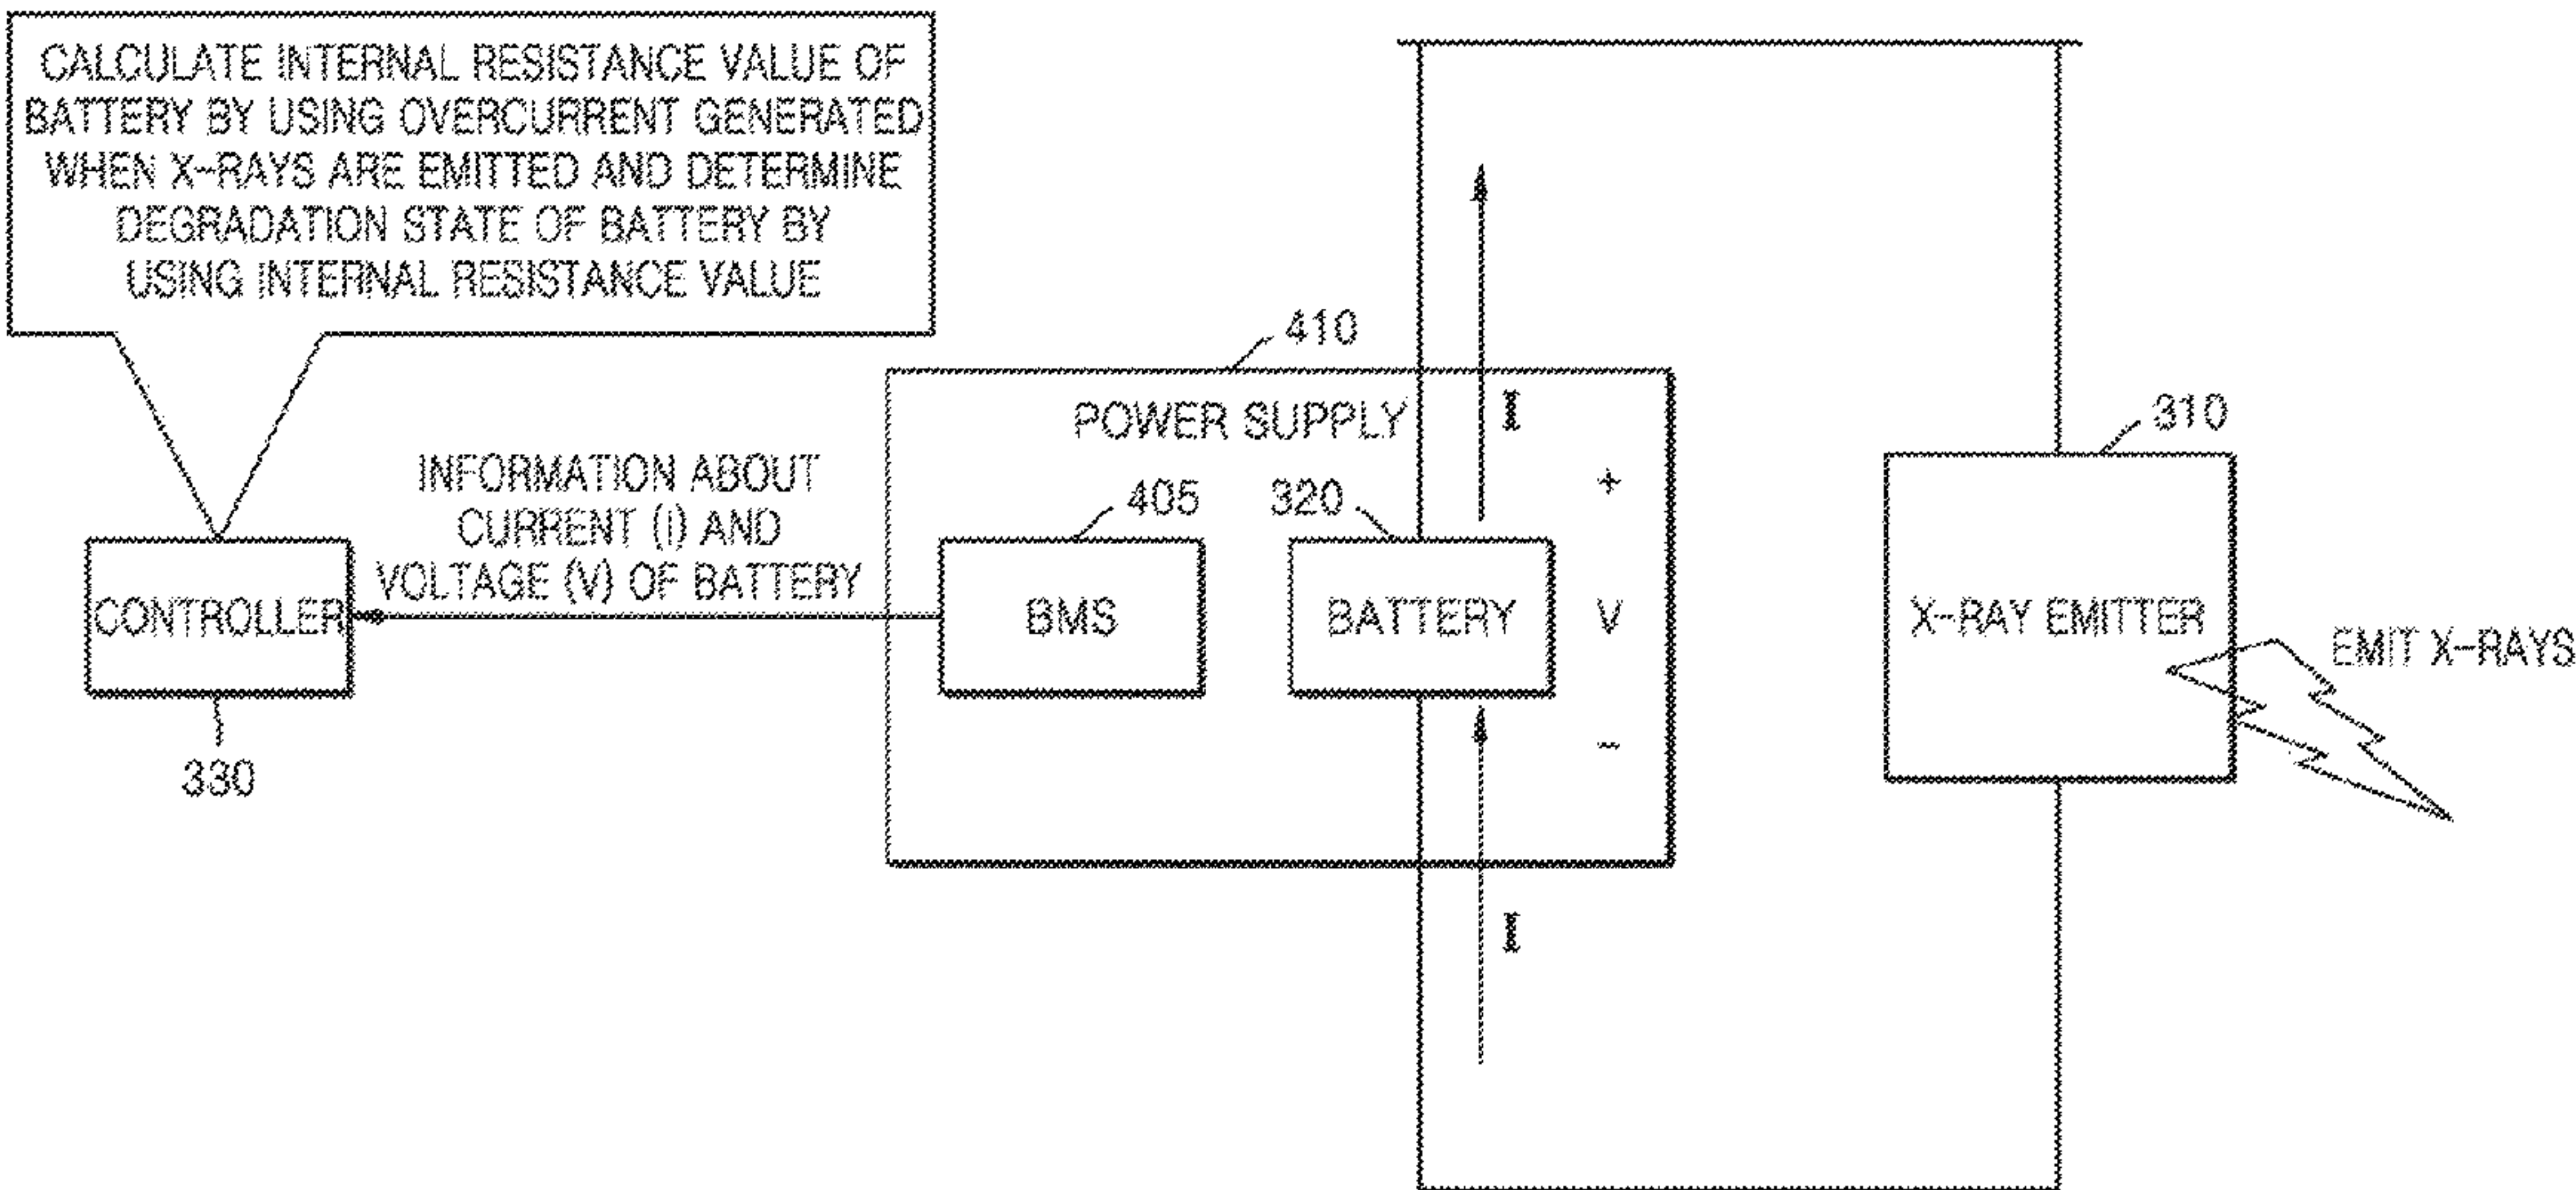 CALCULATE INTERNAL RESISTANCE VALUE OF
BATTERY BY USING OVERCURRENT GENERATED
WHEN X-RAYS ARE EMITTED AND DETERMINE
DEGRADATION STATE OF BATTERY BY
USING INTERNAL RESISTANCE VALUE
410
POWER SUPPLY
I
310
INFORMATION ABOUT
CURRENT (I) AND
VOLTAGE (V) OF BATTERY
405
320
+
CONTROLLER
BMS
BATTERY
V
X-RAY EMITTER
EMIT X-RAYS
-
330
I